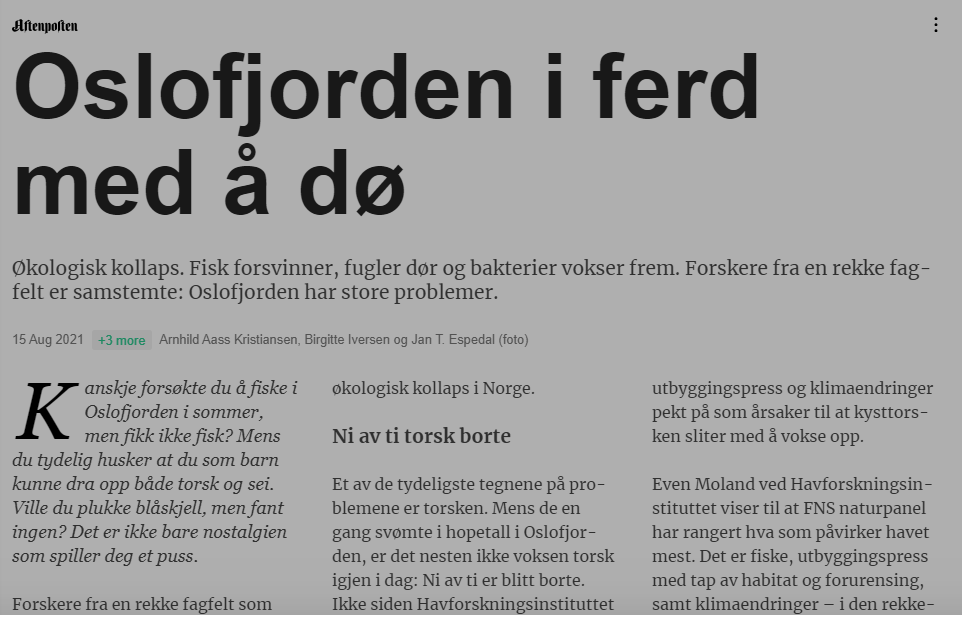 Aftenposten
Oslofjorden i ferd
med å dø
Økologisk kollaps. Fisk forsvinner, fugler dør og bakterier vokser frem. Forskere fra en rekke fag-
felt er samstemte: Oslofjorden har store problemer.
15 Aug 2021 +3 more Arnhild Aass Kristiansen, Birgitte Iversen og Jan T. Espedal (foto)
Kanskje forsøkte du å fiske i
Oslofjorden i sommer,
men fikk ikke fisk? Mens
du tydelig husker at du som barn
kunne dra opp både torsk og sei.
Ville du plukke blåskjell, men fant
ingen? Det er ikke bare nostalgien
som spiller deg et puss.
Forskere fra en rekke fagfelt som
økologisk kollaps i Norge.
Ni av ti torsk borte
Et av de tydeligste tegnene på pro-
blemene er torsken. Mens de en
gang svømte i hopetall i Oslofjor-
den, er det nesten ikke voksen torsk
igjen i dag: Ni av ti er blitt borte.
Ikke siden Havforskningsinstituttet
utbyggingspress og klimaendringer
pekt på som årsaker til at kysttors-
ken sliter med å vokse opp.
Even Moland ved Havforskningsin-
stituttet viser til at FNS naturpanel
har rangert hva som påvirker havet
mest. Det er fiske, utbyggingspress
med tap av habitat og forurensing,
samt klimaendringer – i den rekke-